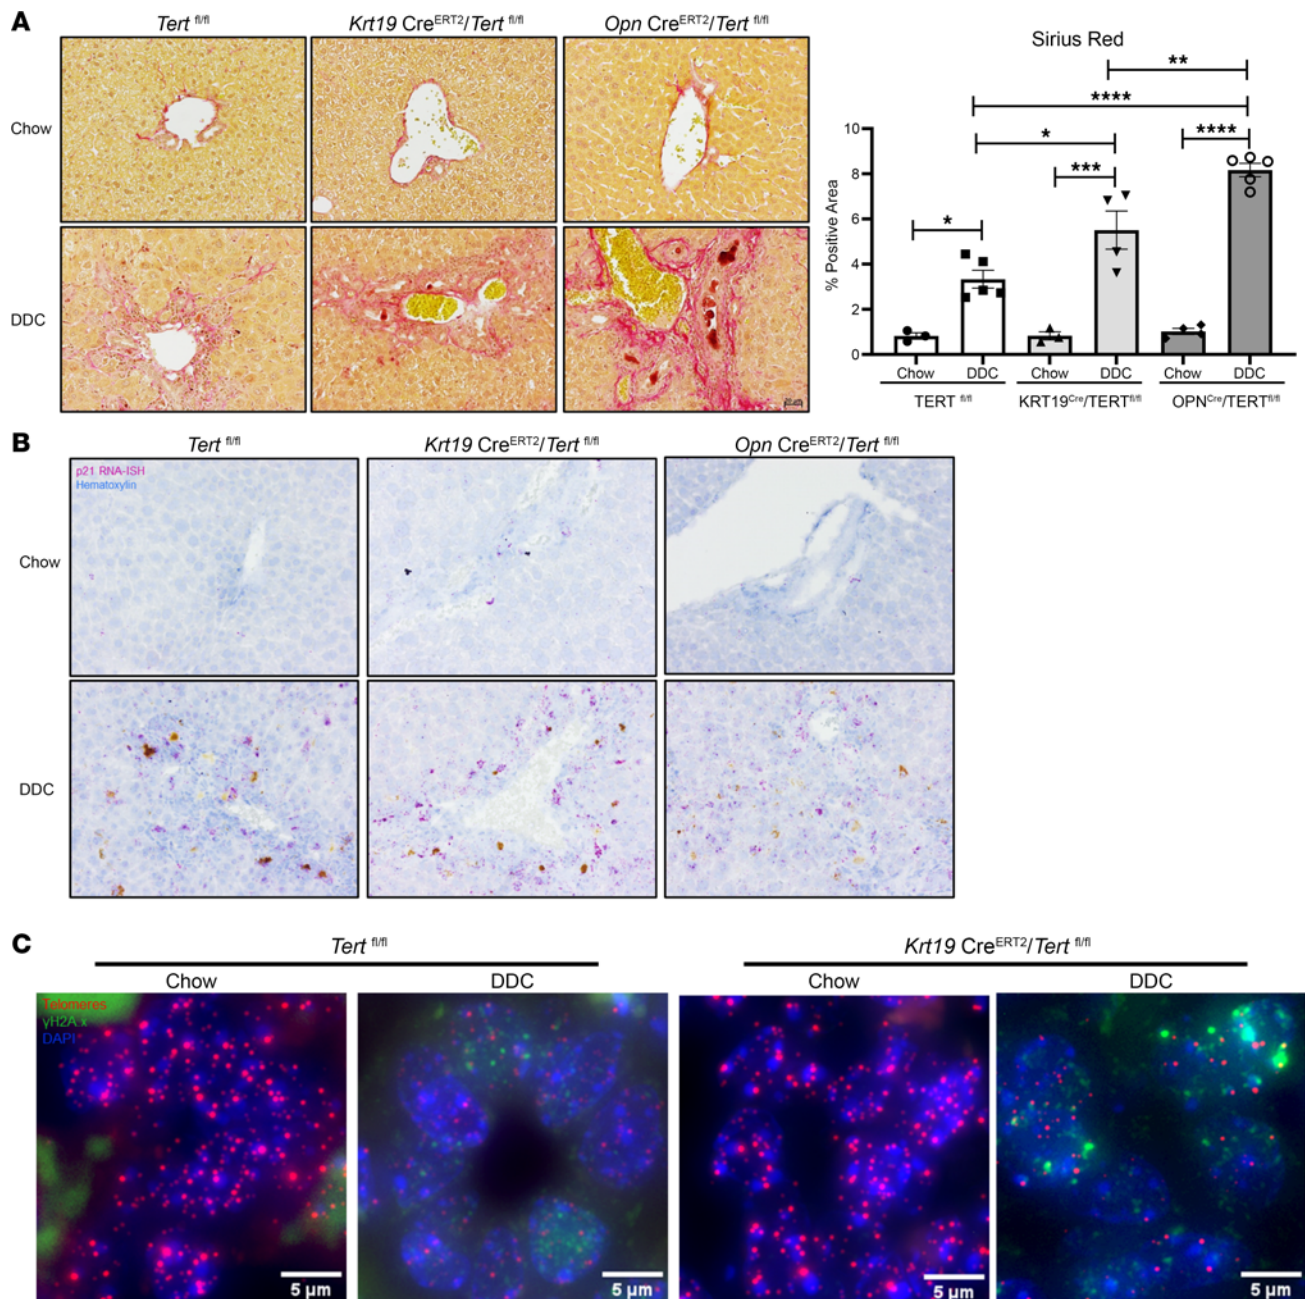 A
Tert fl/fl
Krt19 CreERT2/Tert fl/fl
Opn CreERT2/Tert fl/fl
Chow
DDC
Sirius Red
**
****
*
****
***
*
% Positive Area
10
8
6
4
2
0
Chow DDC Chow DDC Chow DDC
TERT fl/fl KRT19Cre/TERTfl/fl OPNCre/TERTfl/fl
B
Tert fl/fl
Krt19 CreERT2/Tert fl/fl
Opn CreERT2/Tert fl/fl
p21 RNA-ISH
Hematoxylin
Chow
DDC
C
Tert fl/fl
Krt19 CreERT2/Tert fl/fl
Chow DDC Chow DDC
Telomeres
γH2A.x
DAPI
5 µm 5 µm 5 µm 5 µm